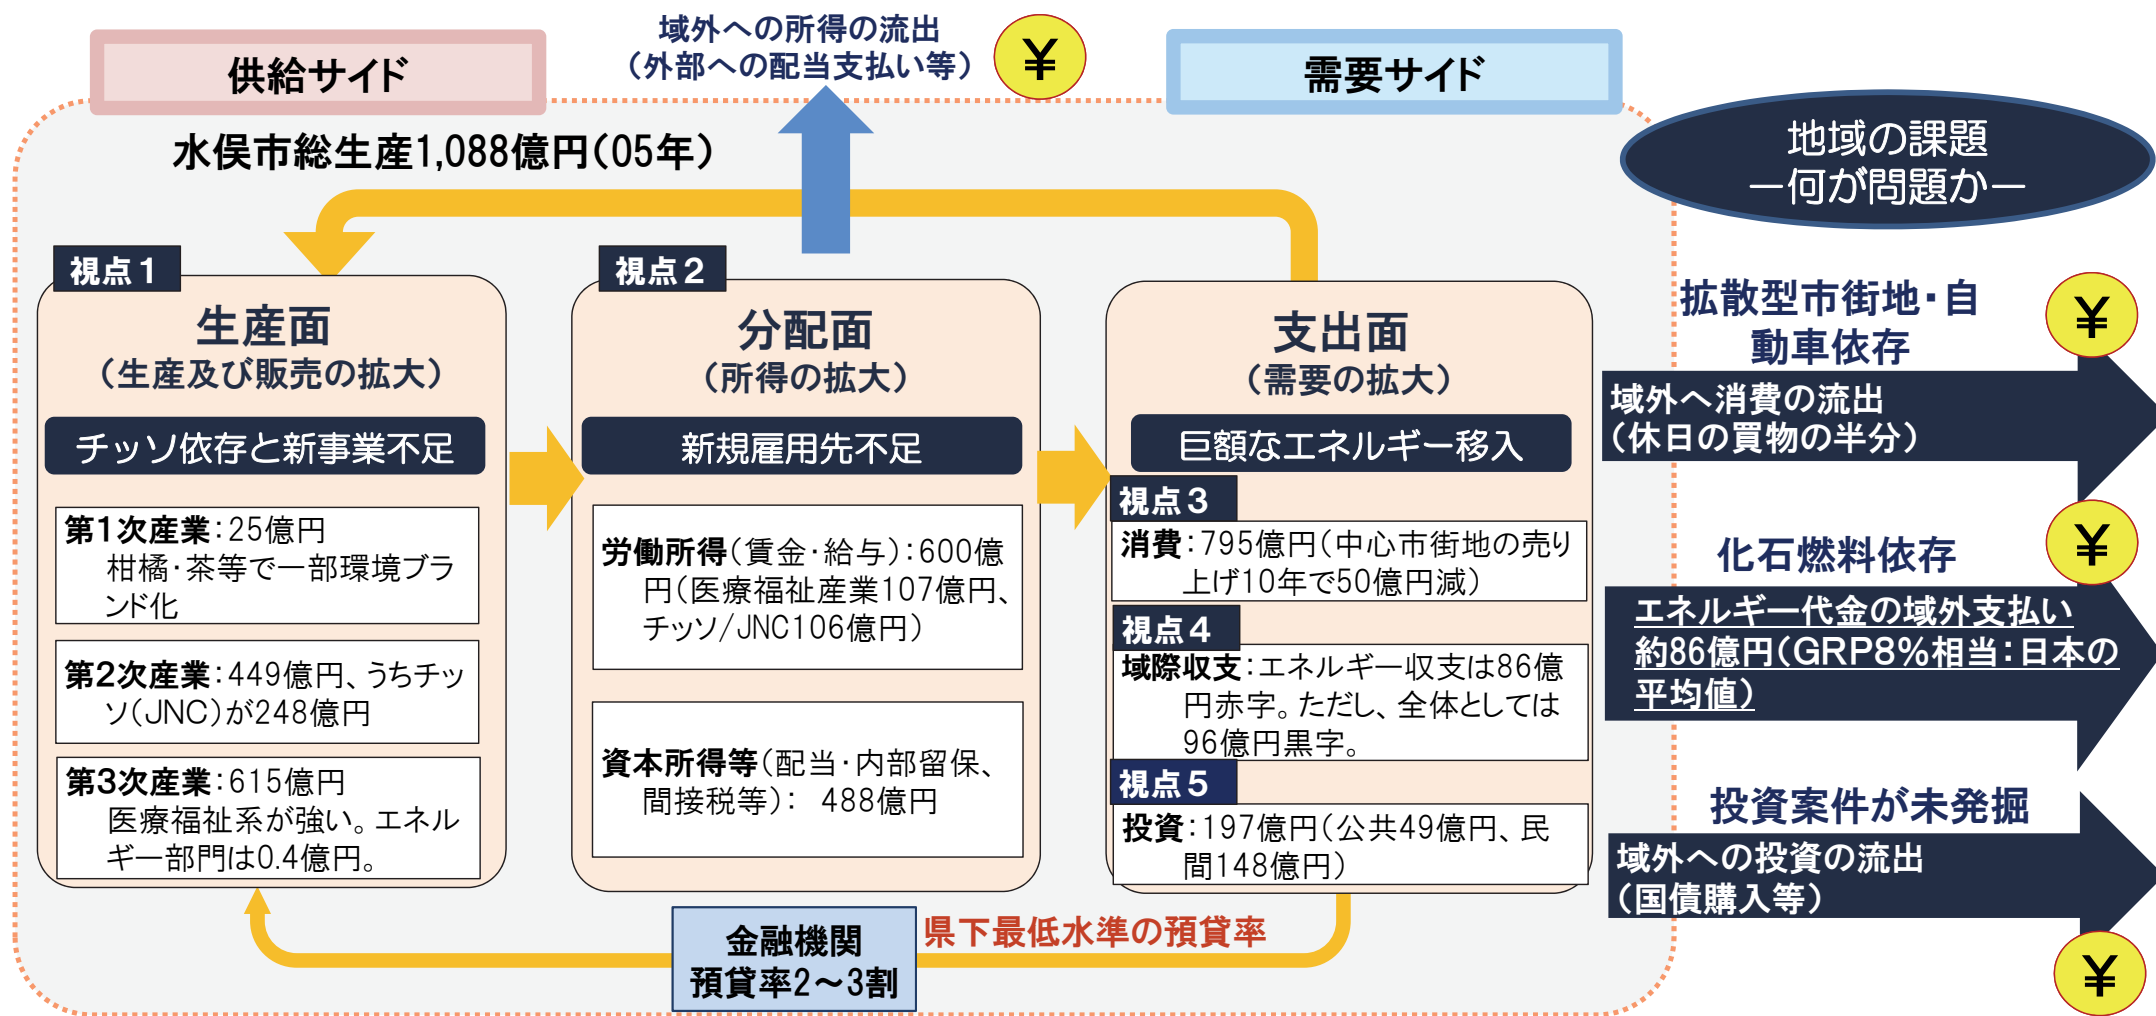 域外への所得の流出
（外部への配当支払い等）
¥
供給サイド
需要サイド
水俣市総生産1,088億円（05年）
地域の課題
－何が問題か－
視点１
生産面
（生産及び販売の拡大）
チッソ依存と新事業不足
第１次産業：25億円
柑橘・茶等で一部環境ブラ
ンド化
第２次産業：449億円、うちチッ
ソ（JNC）が248億円
第３次産業：615億円
医療福祉系が強い。エネル
ギー部門は0.4億円。
視点２
分配面
（所得の拡大）
新規雇用先不足
労働所得（賃金・給与）：600億
円（医療福祉産業107億円、
チッソ/JNC106億円）
資本所得等（配当・内部留保、
間接税等）：　488億円
支出面
（需要の拡大）
巨額なエネルギー移入
視点３
消費：795億円（中心市街地の売り
上げ10年で50億円減）
視点４
域際収支：エネルギー収支は86億
円赤字。ただし、全体としては
96億円黒字。
視点５
投資：197億円（公共49億円、民
間148億円）
拡散型市街地・自
動車依存
¥
域外へ消費の流出
（休日の買物の半分）
化石燃料依存
¥
エネルギー代金の域外支払い
約86億円（GRP8％相当：日本の
平均値）
投資案件が未発掘
域外への投資の流出
（国債購入等）
¥
金融機関
預貸率2～3割
県下最低水準の預貸率